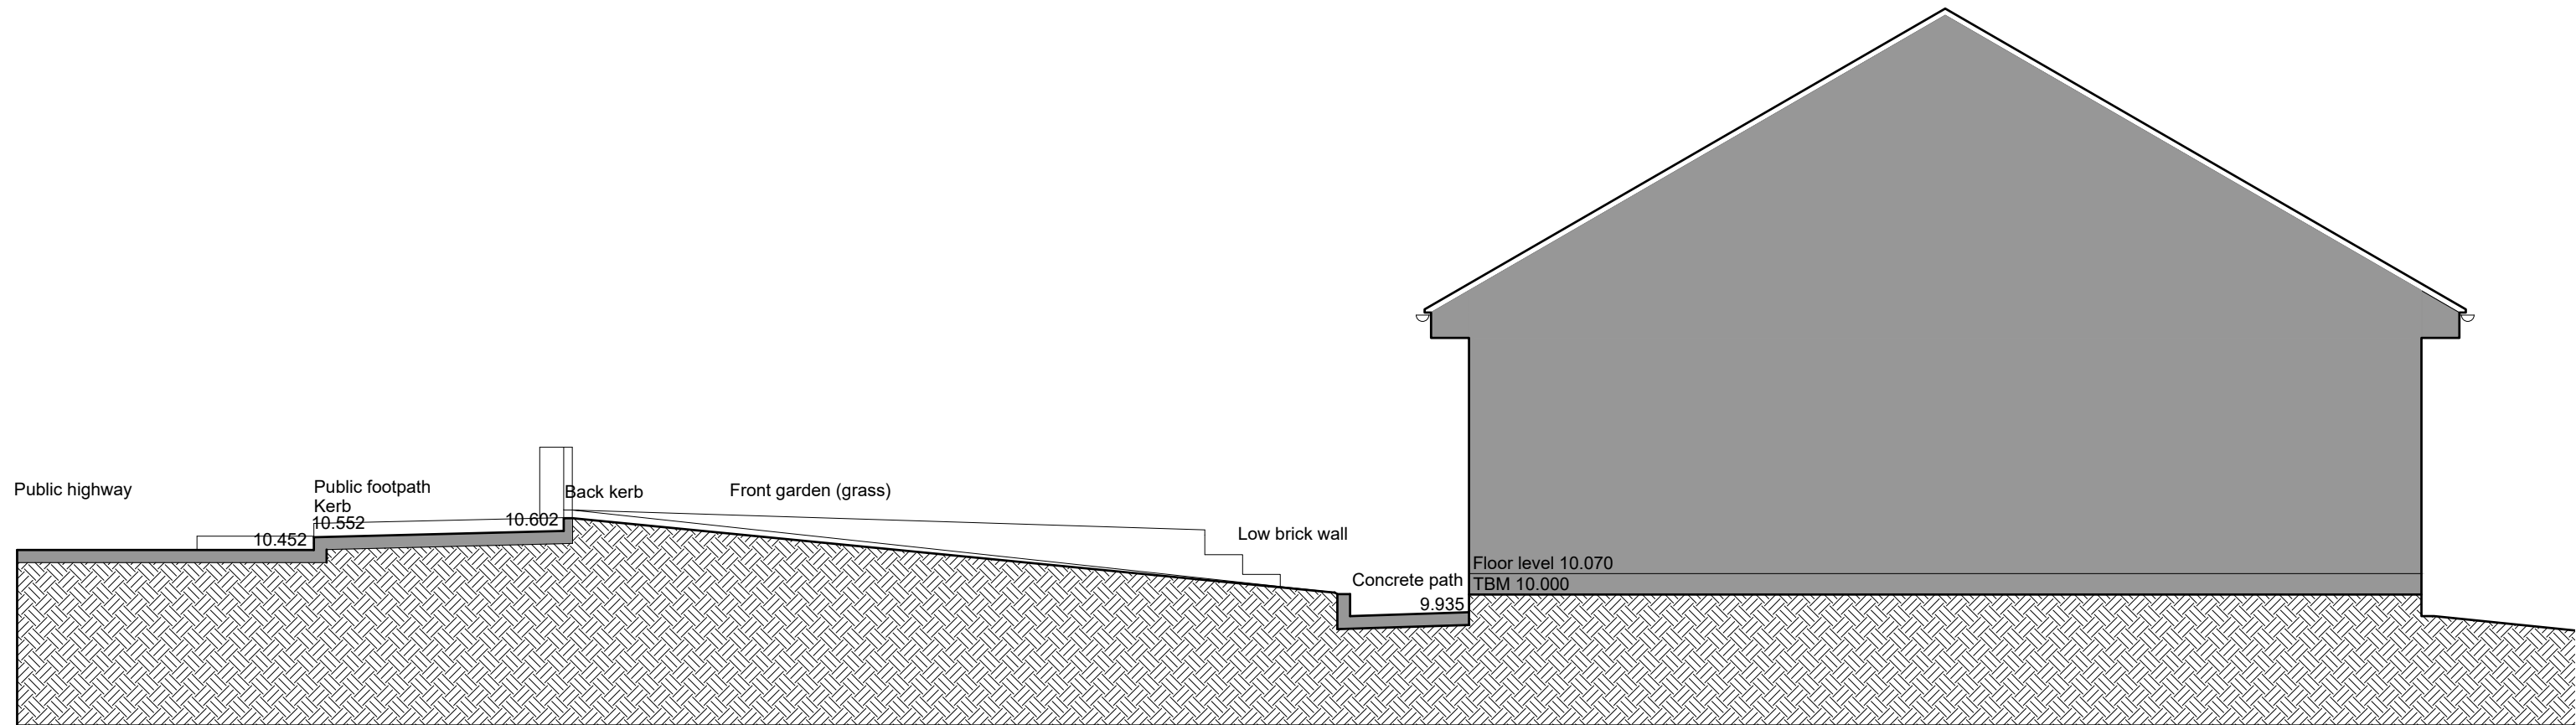 Public highway
10.452
Public footpath
Kerb
10.552
10.602
Back kerb
Front garden (grass)
Low brick wall
Concrete path
9.935
Floor level 10.070
TBM 10.000